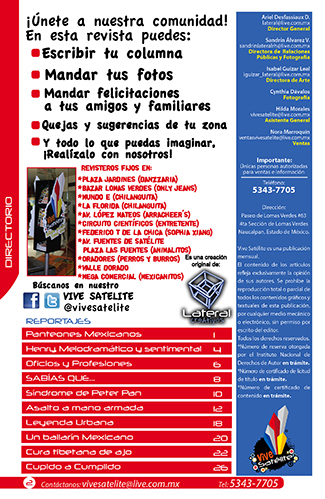 ¡Únete a nuestra comunidad!
En esta revista puedes:
Escribir tu columna
Mandar tus fotos
Mandar felicitaciones
a tus amigos y familiares
Quejas y sugerencias de tu zona
Y todo lo que puedas imaginar,
¡Realízalo con nosotros!
DIRECTORIO
REVISTEROS FIJOS EN:
*PLAZA JARDINES (DANZZARIA)
*BAZAR LOMAS VERDES (ONLY JEANS)
*MUNDO E (CHILANGUITA)
*LA FLORIDA (CHILANGUITA)
*AV. LÓPEZ MATEOS (ARRACHEER'S)
*CIRCUITO CIENTÍFICOS (ENTRETENTE)
*FEDERICO T DE LA CHICA (SOPHIA XIANO)
*AV. FUENTES DE SATÉLITE
PLAZA LAS FUENTES (ANIMALITOS)
*ORADORES (PERROS Y BURROS)
*VALLE DORADO
*MEGA COMERCIAL (MEXICANITOS)
Es una creación
original de:
Lateral
Búscanos en nuestro
VIVE SATELITE
@vivesatelite
REPORTAJES
Panteones Mexicanos 1
Henry, Melodramático y sentimental 4
Oficios y Profesiones 6
SABÍAS QUE... 8
Síndrome de Peter Pan 10
Asalto a mano armada 12
Leyenda Urbana 18
Un bailarín Mexicano 20
Cura tibetana de ajo 22
Cupido a Cumplido 26
2 Contáctanos: vivesatelite@live.com.mx Tel: 5343-7705
Ariel Desfassiaux D.
lateral@live.com.mx
Director General
Sandrin Álvarez V.
sandrinslateralrh@live.com.mx
Directora de Relaciones
Públicas y Fotografía
Isabel Guizar Leal
iguizar_lateral@live.com.mx
Directora de Arte
Cynthia Dávalos
Fotografía
Hilda Morales
vivesatelite@live.com.mx
Asistente General
Nora Marroquín
ventasvivesatelite@live.com.mx
Ventas
Importante:
Únicas personas autorizadas
para ventas e información
Teléfono:
5343-7705
Dirección:
Paseo de Lomas Verdes #63
4ta Sección de Lomas Verdes
Naucalpan, Estado de México.
Vive Satélite es una publicación
mensual.
El contenido de los artículos
refleja exclusivamente la opinión
de sus autores. Se prohíbe la
reproducción total o parcial de
todos los contenidos gráficos y
textuales de esta publicación,
por cualquier medio mecánico
o electrónico, sin permiso por
escrito del editor.
Todos los derechos reservados.
*Número de reserva otorgada
por el Instituto Nacional de
Derechos de Autor en trámite.
*Número de certificado de licitud
de título en trámite.
*Número de certificado de
contenido en trámite.
Vive
Satélite